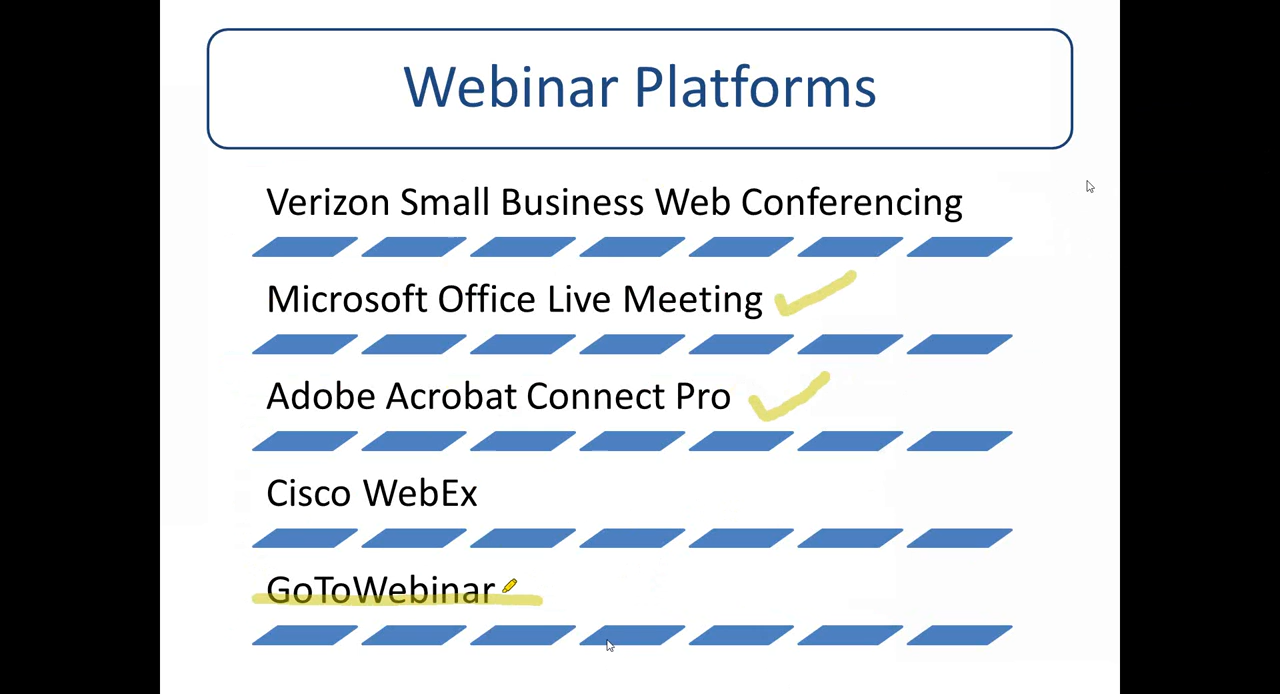 Webinar Platforms
Verizon Small Business Web Conferencing
Microsoft Office Live Meeting
Adobe Acrobat Connect Pro
Cisco WebEx
GoToWebinar